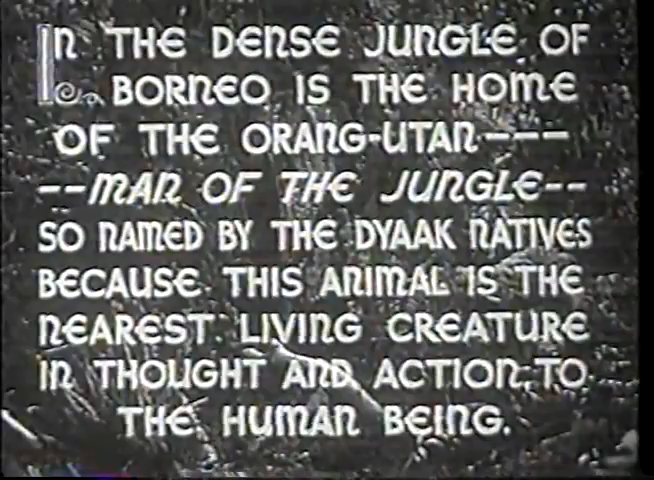 IN THE DENSE JUNGLE OF
BORNEO IS THE HOME
OF THE ORANG-UTAN---
--MAN OF THE JUNGLE--
SO NAMED BY THE DYAAK NATIVES
BECAUSE THIS ANIMAL IS THE
NEAREST LIVING CREATURE
IN THOUGHT AND ACTION, TO
THE HUMAN BEING.